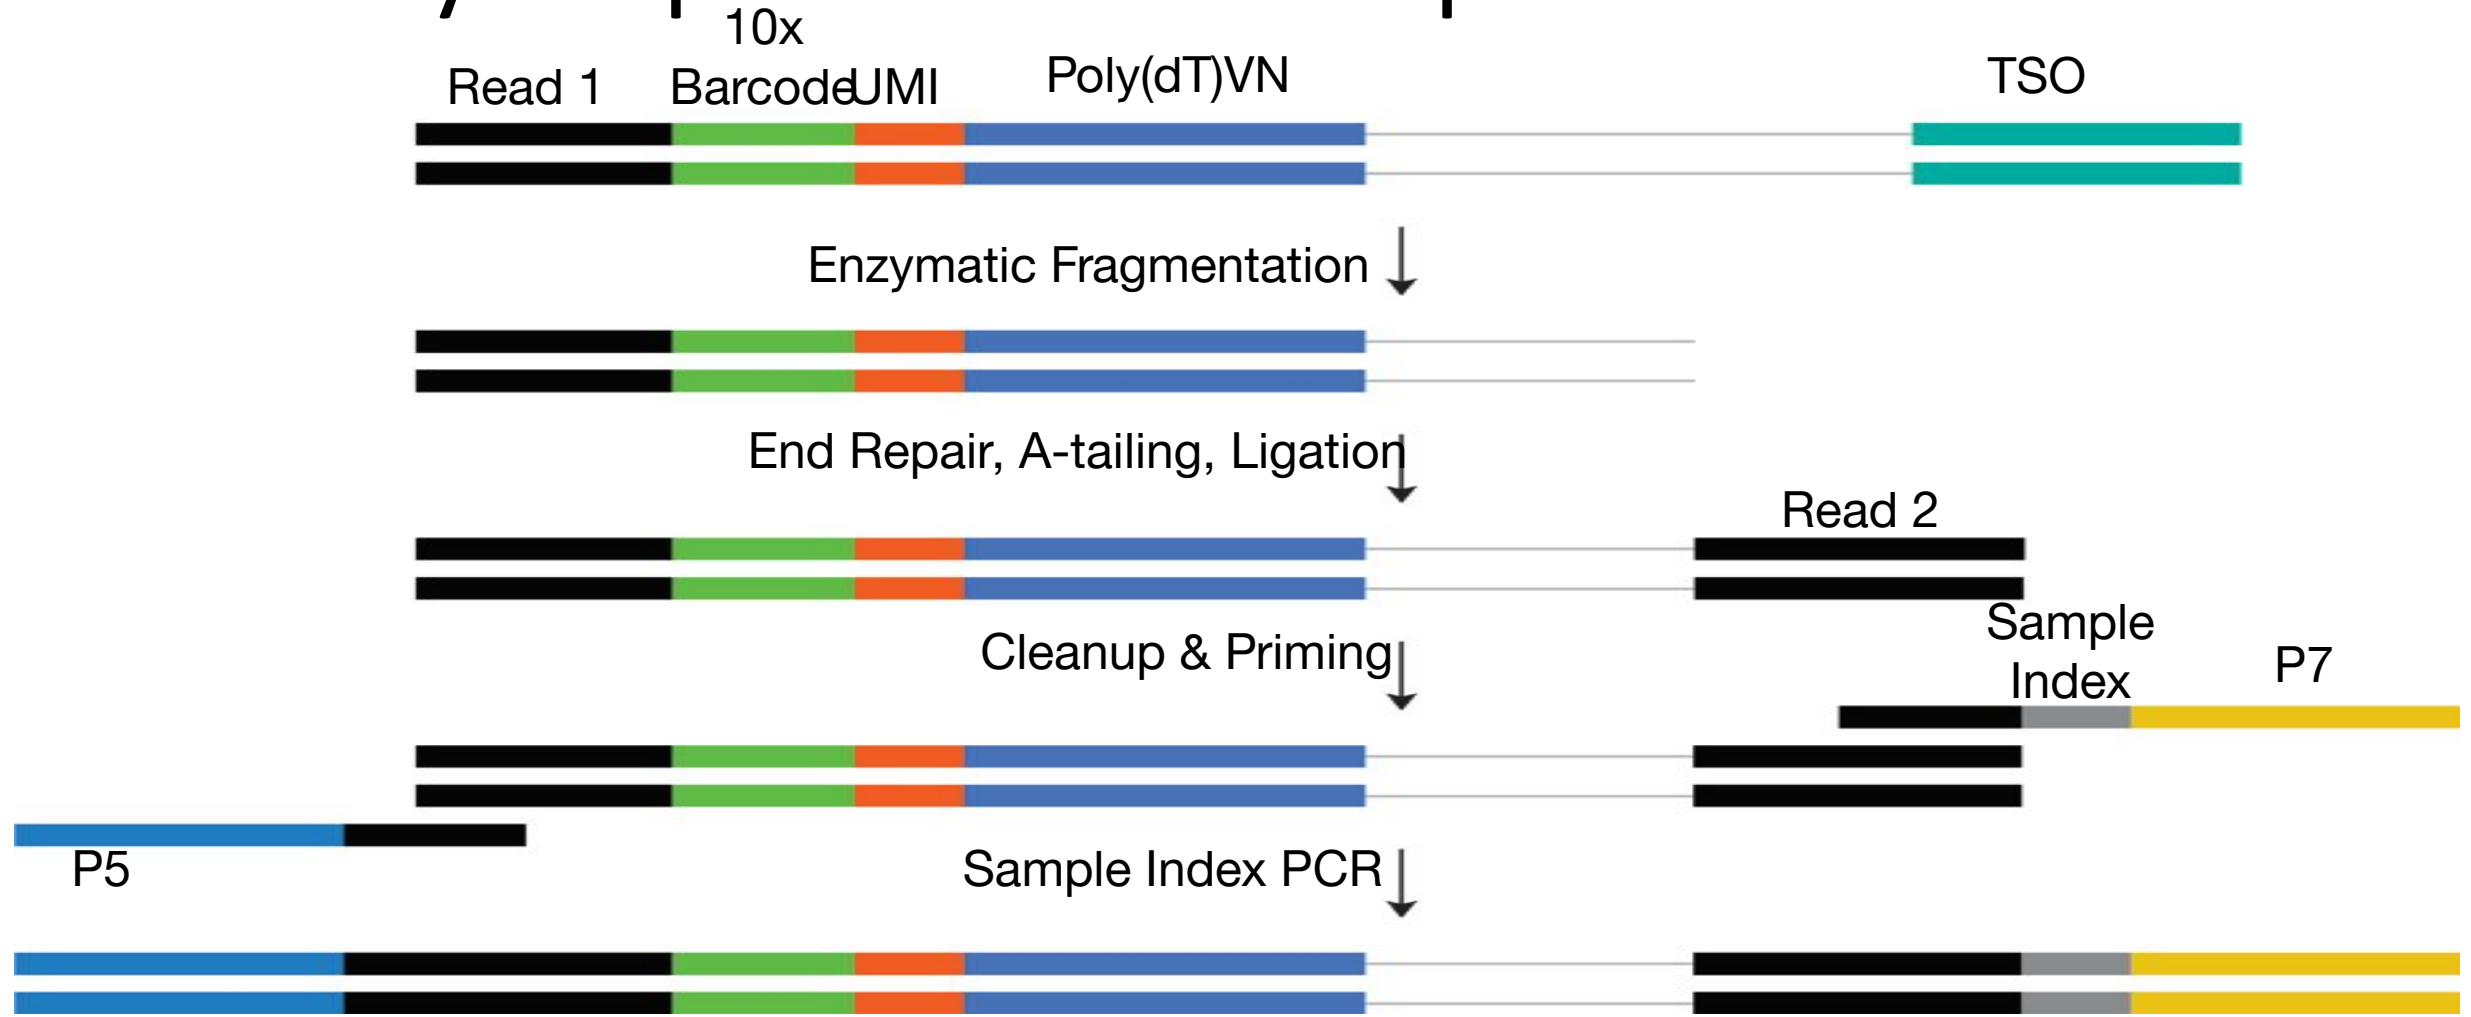 10x
Read 1 Barcode UMI Poly(dT)VN TSO
Enzymatic Fragmentation
End Repair, A-tailing, Ligation
Read 2
Cleanup & Priming
Sample
Index
P7
P5
Sample Index PCR